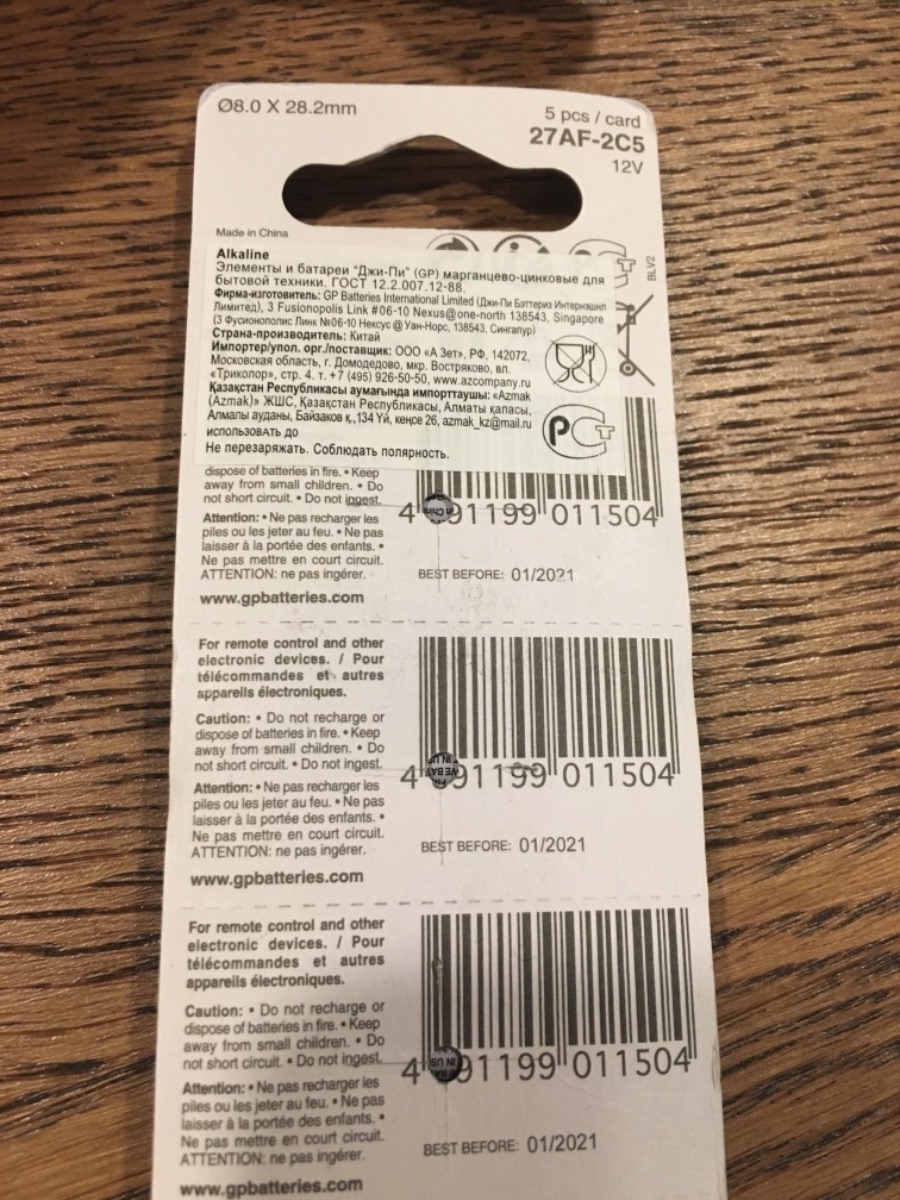 Ø8.0 X 28.2mm
5 pcs / card
27AF-2C5
12V
Made in China
BLV2
Alkaline
Элементы и батареи "Джи-Пи" (GP) марганцево-цинковые для
бытовой техники. ГОСТ 12.2.007.12-88.
Фирма-изготовитель: GP Batteries International Limited (Джи-Пи Бэттериз Интернэшнл
Лимитед), 3 Fusionopolis Link #06-10 Nexus@one-north 138543, Singapore
(3 Фусионополис Линк №06-10 Нексус @ Уан-Норс, 138543, Сингапур)
Страна-производитель: Китай
Импортер/упол. орг./поставщик: ООО «А Зет», РФ, 142072,
Московская область, г. Домодедово, мкр. Востряково, вл.
«Триколор», стр. 4. т. +7 (495) 926-50-50, www.azcompany.ru
Қазақстан Республикасы аумағында импорттаушы: «Azmak
(Azmak)» ЖШС, Қазақстан Республикасы, Алматы қаласы,
Алмалы ауданы, Байзаков қ.,134 Үй, кеңсе 26, azmak_kz@mail.ru
использовать до
Не перезаряжать. Соблюдать полярность.
РСТ
dispose of batteries in fire. • Keep
away from small children. • Do
not short circuit. • Do not ingest.
Attention: • Ne pas recharger les
piles ou les jeter au feu. • Ne pas
laisser à la portée des enfants. •
Ne pas mettre en court circuit.
ATTENTION: ne pas ingérer.
www.gpbatteries.com
4 91199 011504
BEST BEFORE: 01/2021
For remote control and other
electronic devices. / Pour
télécommandes et autres
appareils électroniques.
Caution: • Do not recharge or
dispose of batteries in fire. • Keep
away from small children. • Do
not short circuit. • Do not ingest.
Attention: • Ne pas recharger les
piles ou les jeter au feu. • Ne pas
laisser à la portée des enfants. •
Ne pas mettre en court circuit.
ATTENTION: ne pas ingérer.
www.gpbatteries.com
4 91199 011504
BEST BEFORE: 01/2021
For remote control and other
electronic devices. / Pour
télécommandes et autres
appareils électroniques.
Caution: • Do not recharge or
dispose of batteries in fire. • Keep
away from small children. • Do
not short circuit. • Do not ingest.
Attention: • Ne pas recharger les
piles ou les jeter au feu. • Ne pas
laisser à la portée des enfants. •
Ne pas mettre en court circuit.
ATTENTION: ne pas ingérer.
www.gpbatteries.com
4 91199 011504
BEST BEFORE: 01/2021